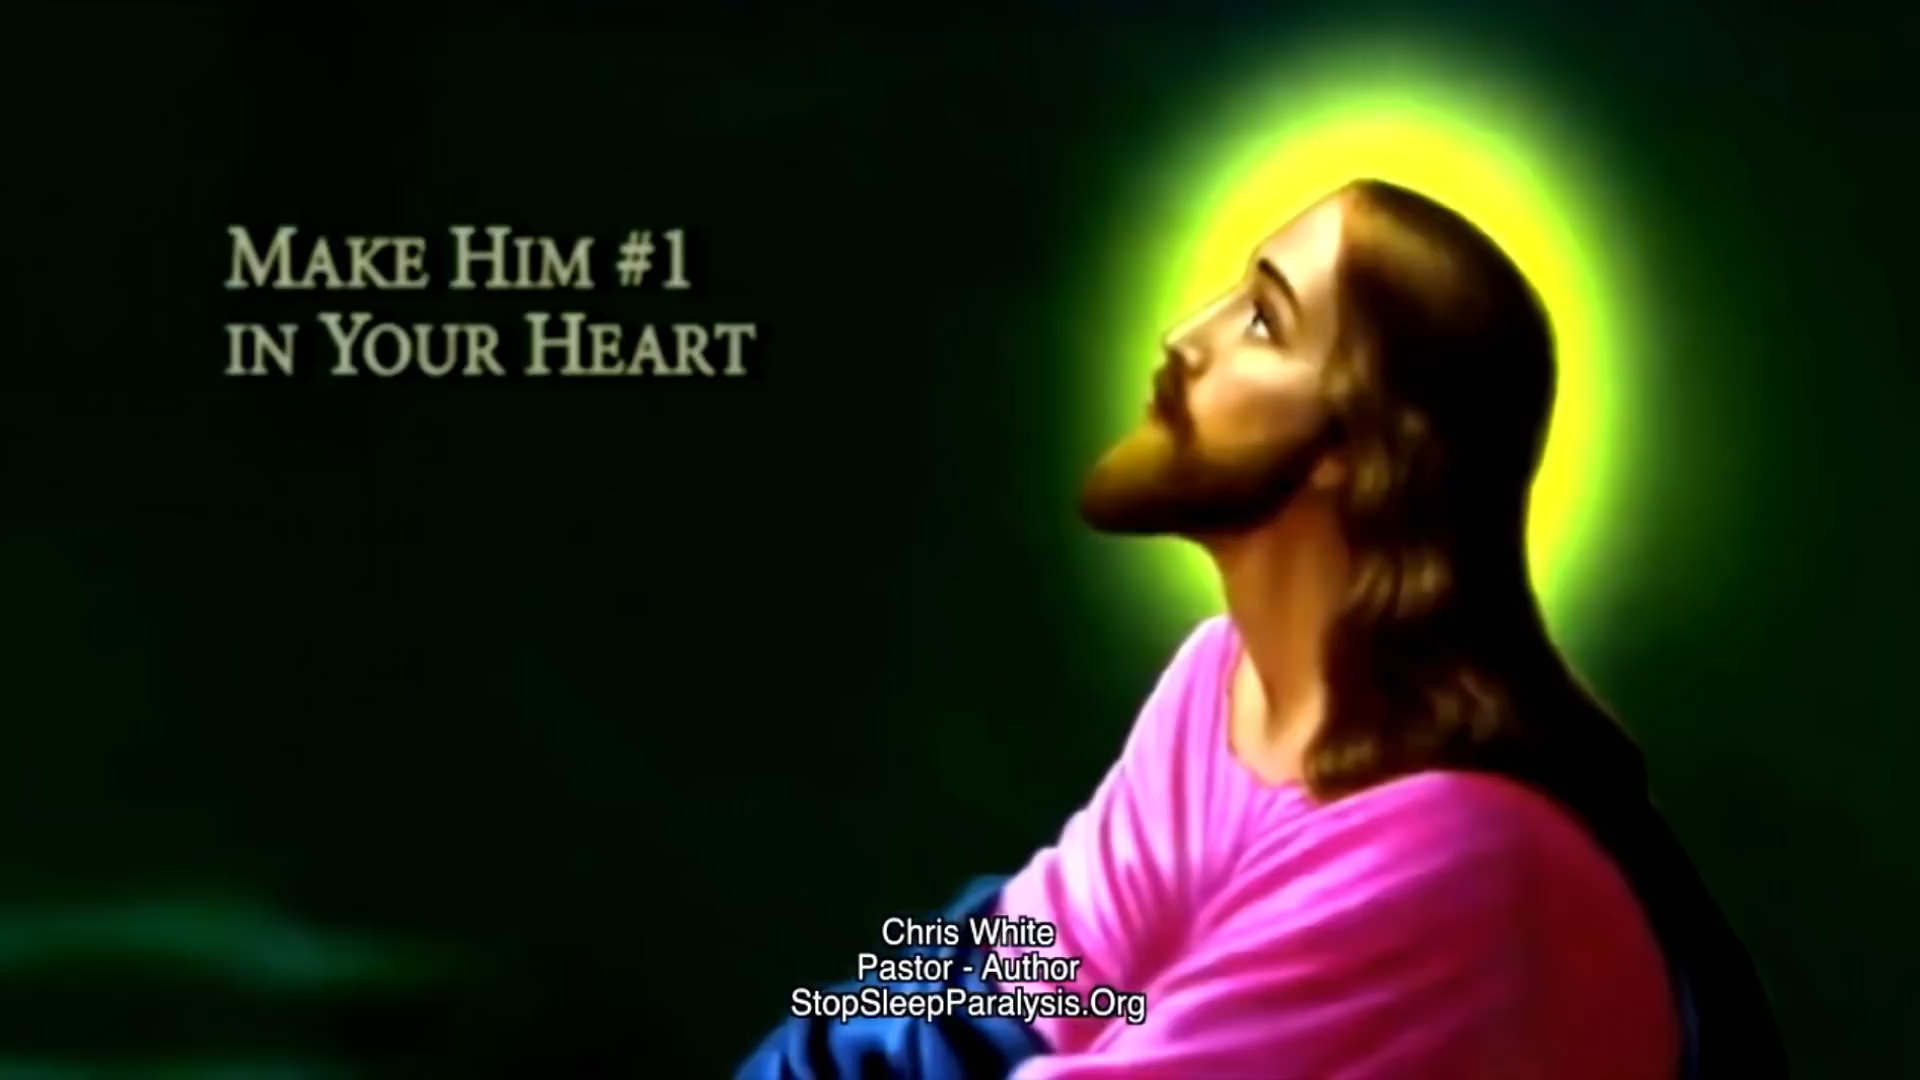 MAKE HIM #1
IN YOUR HEART
Chris White
Pastor - Author
StopSleepParalysis.Org